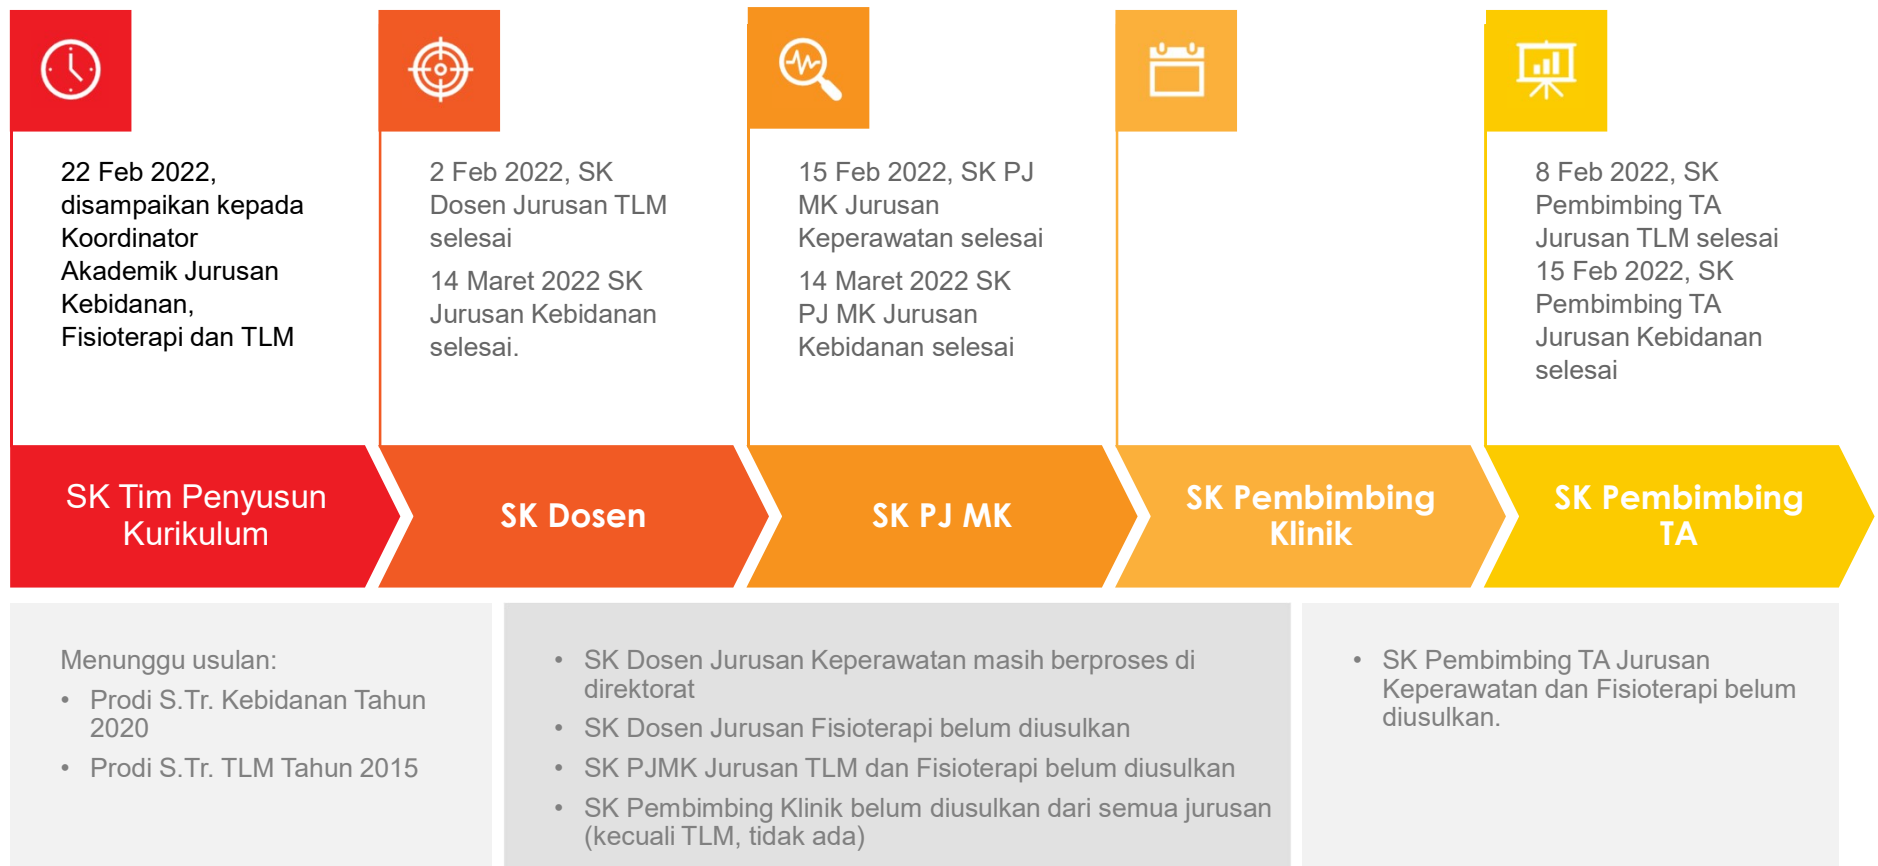 22 Feb 2022,
disampaikan kepada
Koordinator
Akademik Jurusan
Kebidanan,
Fisioterapi dan TLM
2 Feb 2022, SK
Dosen Jurusan TLM
selesai
14 Maret 2022 SK
Jurusan Kebidanan
selesai.
15 Feb 2022, SK PJ
MK Jurusan
Keperawatan selesai
14 Maret 2022 SK
PJ MK Jurusan
Kebidanan selesai
8 Feb 2022, SK
Pembimbing TA
Jurusan TLM selesai
15 Feb 2022, SK
Pembimbing TA
Jurusan Kebidanan
selesai
SK Tim Penyusun
Kurikulum
SK Dosen
SK PJ MK
SK Pembimbing
Klinik
SK Pembimbing
TA
Menunggu usulan:
• Prodi S.Tr. Kebidanan Tahun
2020
• Prodi S.Tr. TLM Tahun 2015
• SK Dosen Jurusan Keperawatan masih berproses di
direktorat
• SK Dosen Jurusan Fisioterapi belum diusulkan
• SK PJMK Jurusan TLM dan Fisioterapi belum diusulkan
• SK Pembimbing Klinik belum diusulkan dari semua jurusan
(kecuali TLM, tidak ada)
• SK Pembimbing TA Jurusan
Keperawatan dan Fisioterapi belum
diusulkan.